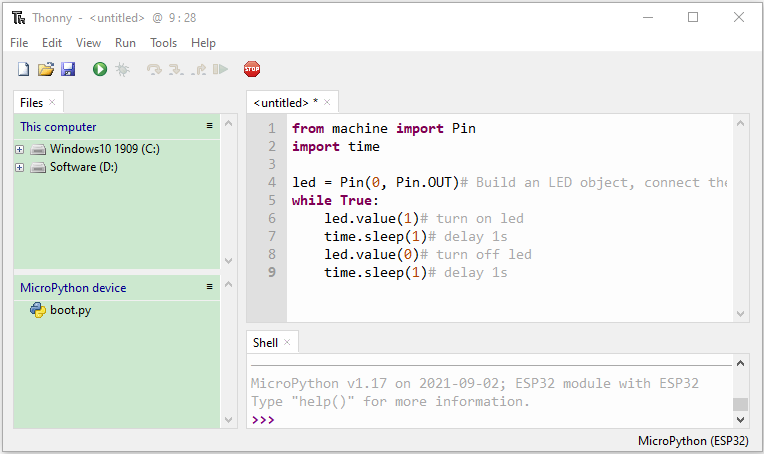 Thonny - <untitled> @ 9:28
File Edit View Run Tools Help
STOP
Files
This computer
Windows10 1909 (C:)
Software (D:)
MicroPython device
boot.py
<untitled> *
1 from machine import Pin
2 import time
3
4 led = Pin(0, Pin.OUT)# Build an LED object, connect the
5 while True:
6     led.value(1)# turn on led
7     time.sleep(1)# delay 1s
8     led.value(0)# turn off led
9     time.sleep(1)# delay 1s
Shell
MicroPython v1.17 on 2021-09-02; ESP32 module with ESP32
Type "help()" for more information.
>>>
MicroPython (ESP32)